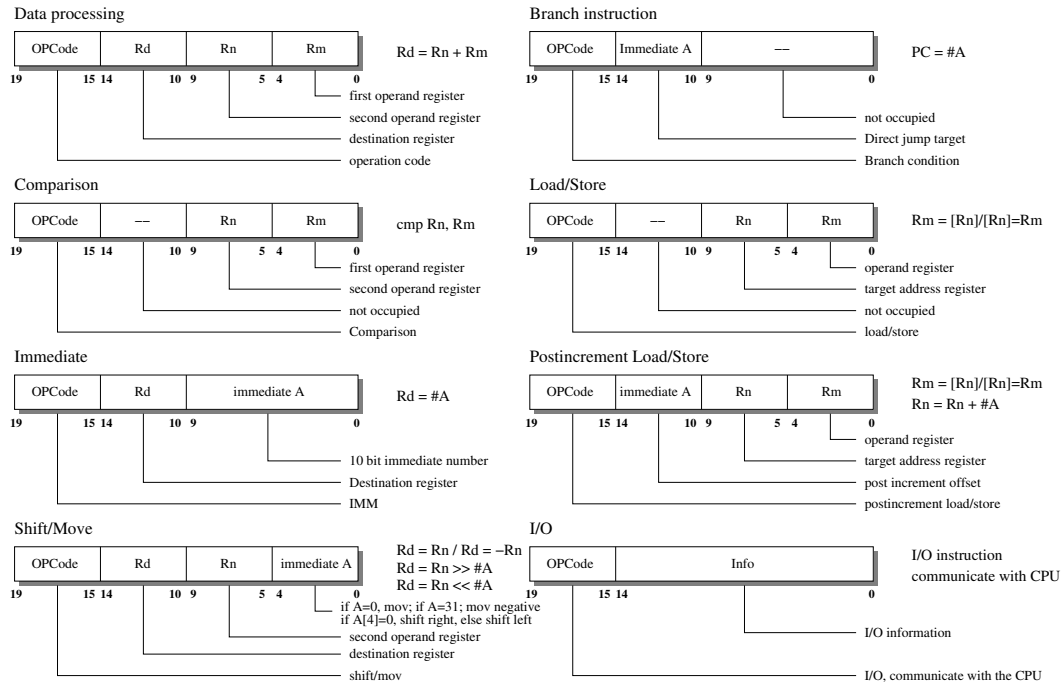 Data processing
OPCode Rd Rn Rm
Rd = Rn + Rm
19 15 14 10 9 5 4 0
first operand register
second operand register
destination register
operation code
Branch instruction
OPCode Immediate A −−
PC = #A
19 15 14 10 9 0
not occupied
Direct jump target
Branch condition
Comparison
OPCode −− Rn Rm
cmp Rn, Rm
19 15 14 10 9 5 4 0
first operand register
second operand register
not occupied
Comparison
Load/Store
OPCode −− Rn Rm
Rm = [Rn]/[Rn]=Rm
19 15 14 10 9 5 4 0
operand register
target address register
not occupied
load/store
Immediate
OPCode Rd immediate A
Rd = #A
19 15 14 10 9 0
10 bit immediate number
Destination register
IMM
Postincrement Load/Store
OPCode immediate A Rn Rm
Rm = [Rn]/[Rn]=Rm
Rn = Rn + #A
19 15 14 10 9 5 4 0
operand register
target address register
post increment offset
postincrement load/store
Shift/Move
OPCode Rd Rn immediate A
Rd = Rn / Rd = −Rn
Rd = Rn >> #A
Rd = Rn << #A
19 15 14 10 9 5 4 0
if A=0, mov; if A=31; mov negative
if A[4]=0, shift right, else shift left
second operand register
destination register
shift/mov
I/O
OPCode Info
I/O instruction
communicate with CPU
19 15 14 0
I/O information
I/O, communicate with the CPU